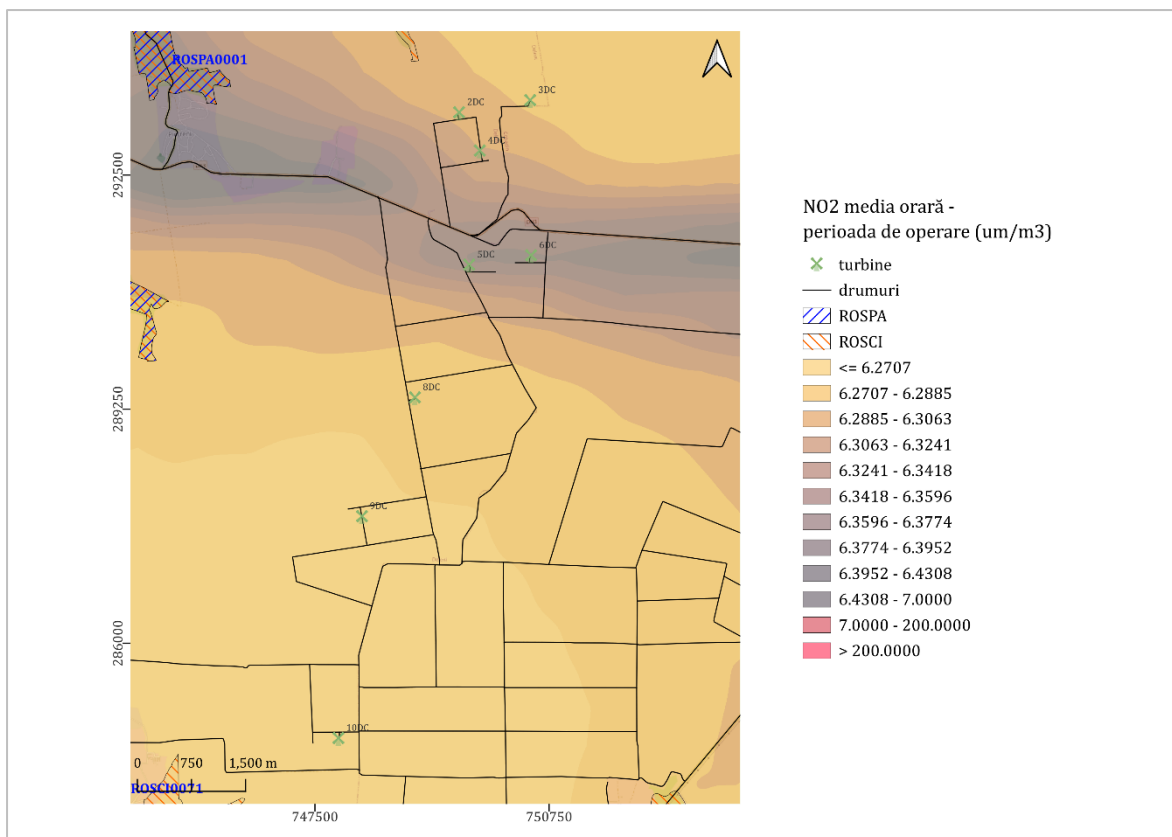 ROSPA0001
3DC
2DC
4DC
292500
6DC
5DC
289250
8DC
9DC
286000
10DC
0 750 1,500 m
ROSCI0071
747500 750750
NO2 media orară -
perioada de operare (um/m3)
turbine
drumuri
ROSPA
ROSCI
<= 6.2707
6.2707 - 6.2885
6.2885 - 6.3063
6.3063 - 6.3241
6.3241 - 6.3418
6.3418 - 6.3596
6.3596 - 6.3774
6.3774 - 6.3952
6.3952 - 6.4308
6.4308 - 7.0000
7.0000 - 200.0000
> 200.0000